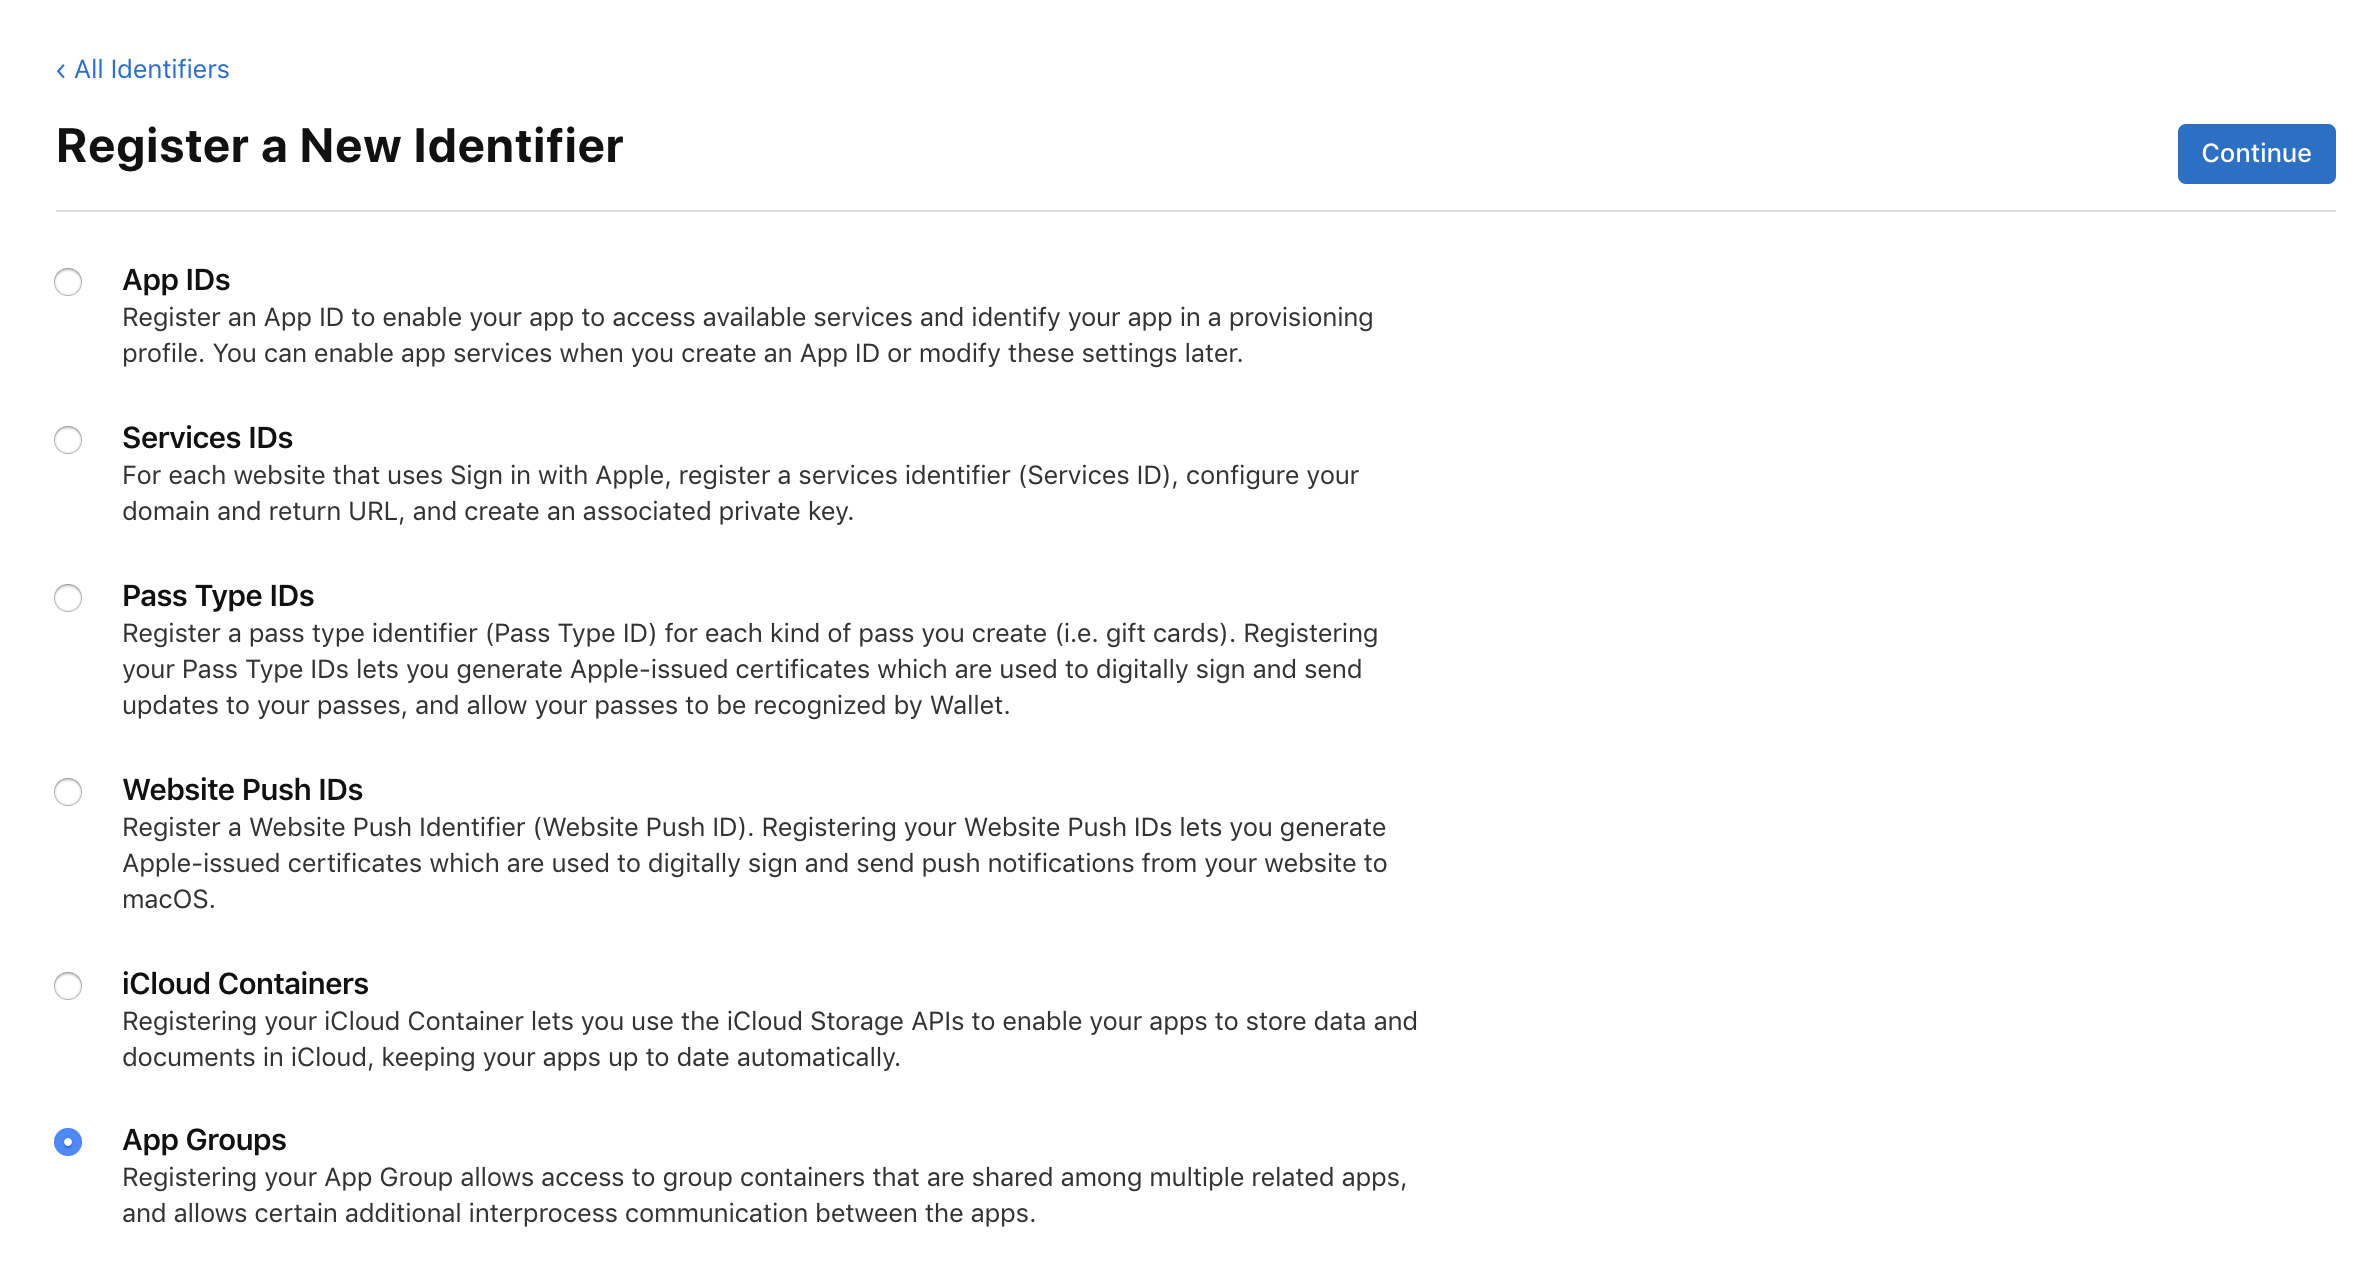 ‹ All Identifiers
Register a New Identifier
Continue
App IDs
Register an App ID to enable your app to access available services and identify your app in a provisioning
profile. You can enable app services when you create an App ID or modify these settings later.
Services IDs
For each website that uses Sign in with Apple, register a services identifier (Services ID), configure your
domain and return URL, and create an associated private key.
Pass Type IDs
Register a pass type identifier (Pass Type ID) for each kind of pass you create (i.e. gift cards). Registering
your Pass Type IDs lets you generate Apple-issued certificates which are used to digitally sign and send
updates to your passes, and allow your passes to be recognized by Wallet.
Website Push IDs
Register a Website Push Identifier (Website Push ID). Registering your Website Push IDs lets you generate
Apple-issued certificates which are used to digitally sign and send push notifications from your website to
macOS.
iCloud Containers
Registering your iCloud Container lets you use the iCloud Storage APIs to enable your apps to store data and
documents in iCloud, keeping your apps up to date automatically.
App Groups
Registering your App Group allows access to group containers that are shared among multiple related apps,
and allows certain additional interprocess communication between the apps.